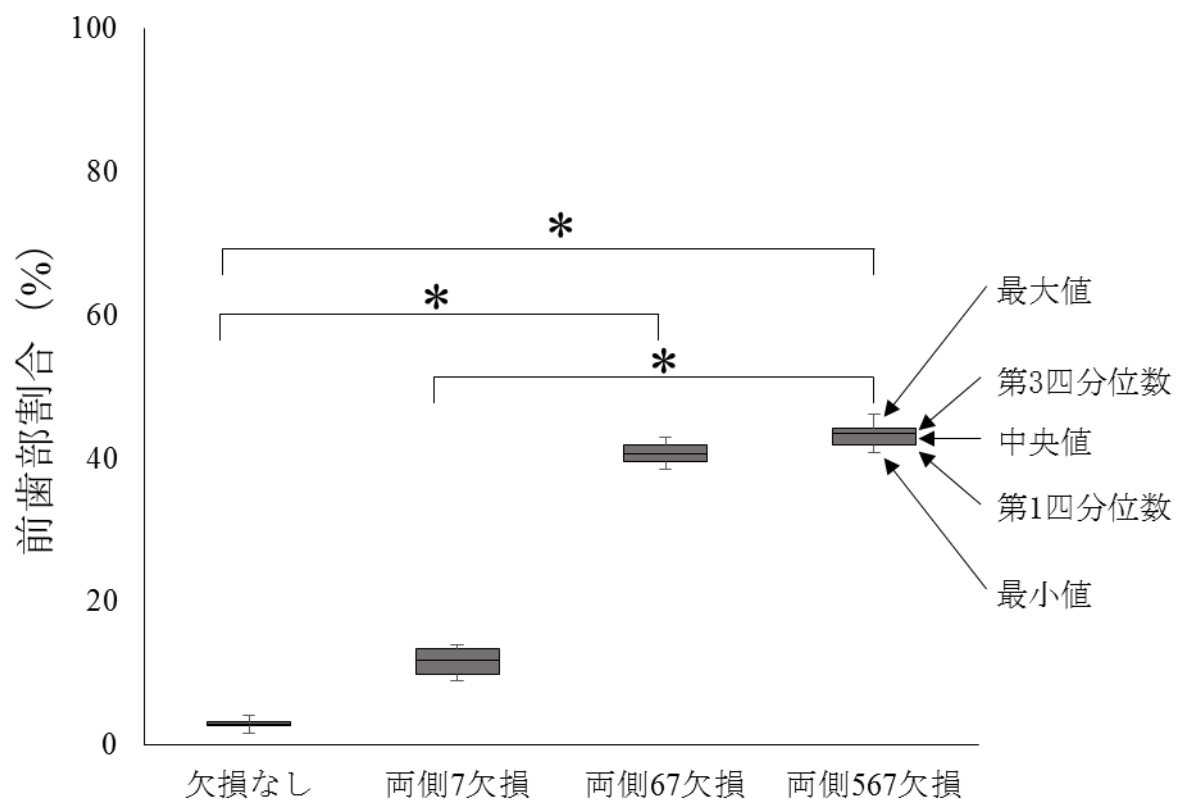 100
80
60
40
20
0
前歯部割合 (%)
*
*
*
最大値
第3四分位数
中央値
第1四分位数
最小値
欠損なし
両側7欠損
両側67欠損
両側567欠損